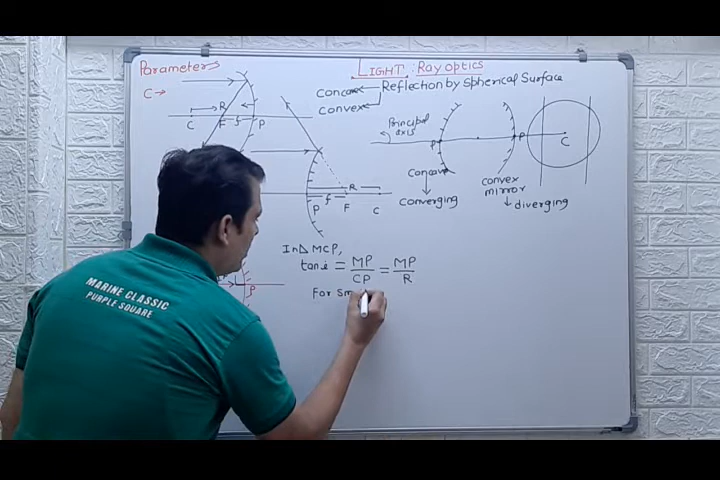 Parameters
C →
LIGHT: Ray optics
Reflection by Spherical Surface
Concave
Convex
R
C F f P
R
P f F C
Principal axis
P
Concave
↓
converging
P
convex
mirror
↓ diverging
C
In△ MCP,
tan i = MP/CP = MP/R
For sm
P
MARINE CLASSIC
PURPLE SQUARE